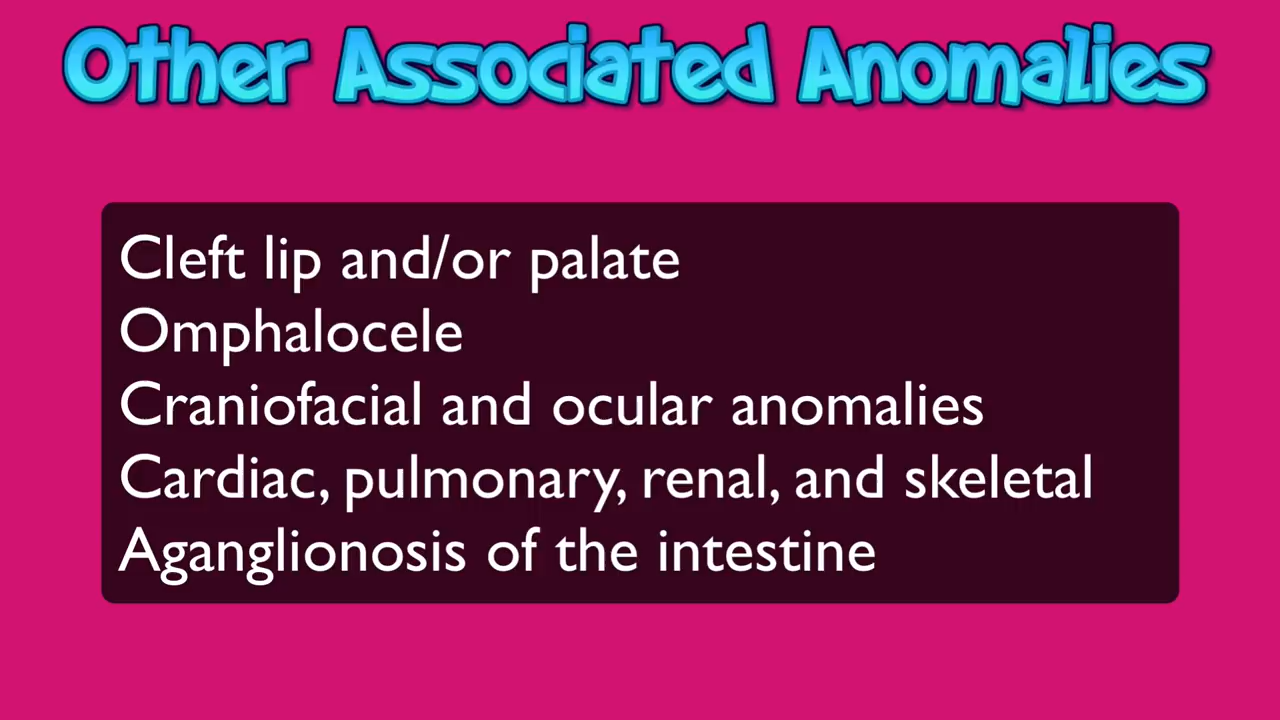 Other Associated Anomalies
Cleft lip and/or palate
Omphalocele
Craniofacial and ocular anomalies
Cardiac, pulmonary, renal, and skeletal
Aganglionosis of the intestine